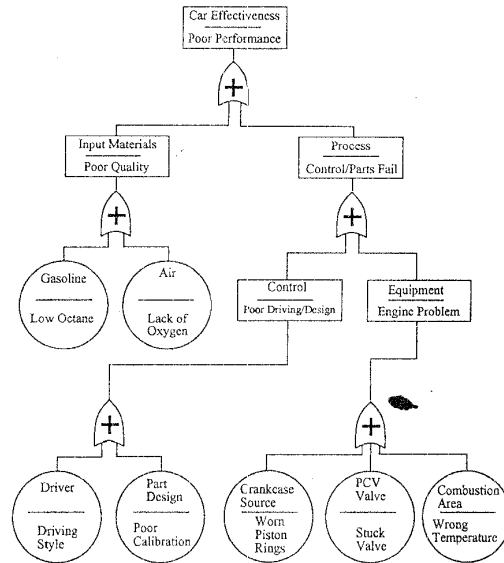 Car Effectiveness
Poor Performance
+
Input Materials
Poor Quality
Process
Control/Parts Fail
+
+
Gasoline
Low Octane
Air
Lack of
Oxygen
Control
Poor Driving/Design
Equipment
Engine Problem
+
+
Driver
Driving
Style
Part
Design
Poor
Calibration
Crankcase
Source
Worn
Piston
Rings
PCV
Valve
Stuck
Valve
Combustion
Area
Wrong
Temperature